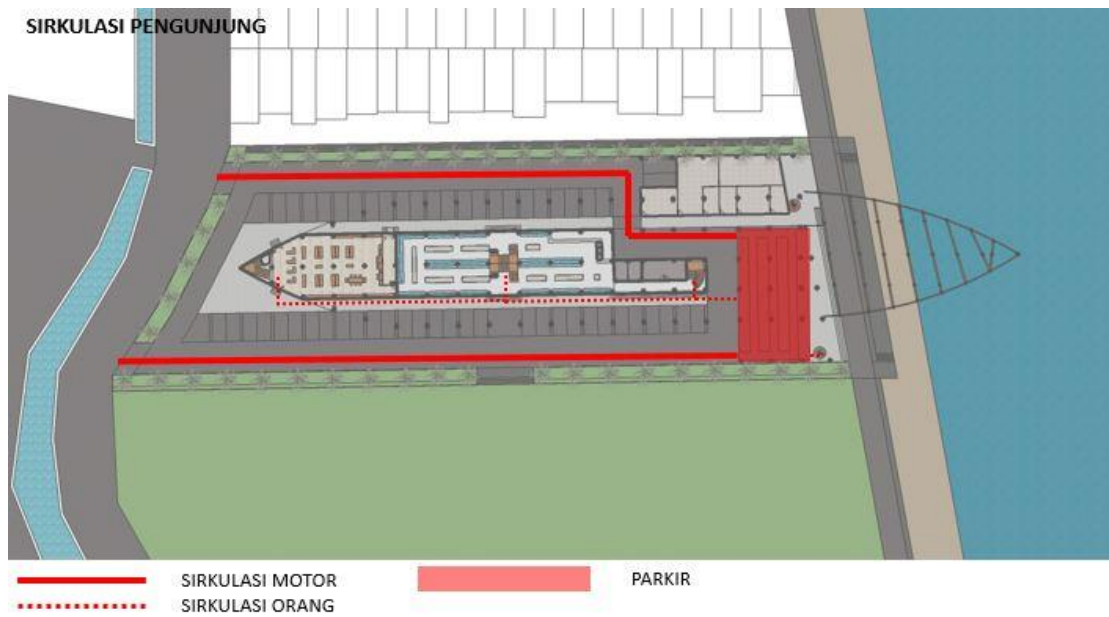 SIRKULASI PENGUNJUNG
SIRKULASI MOTOR
PARKIR
SIRKULASI ORANG